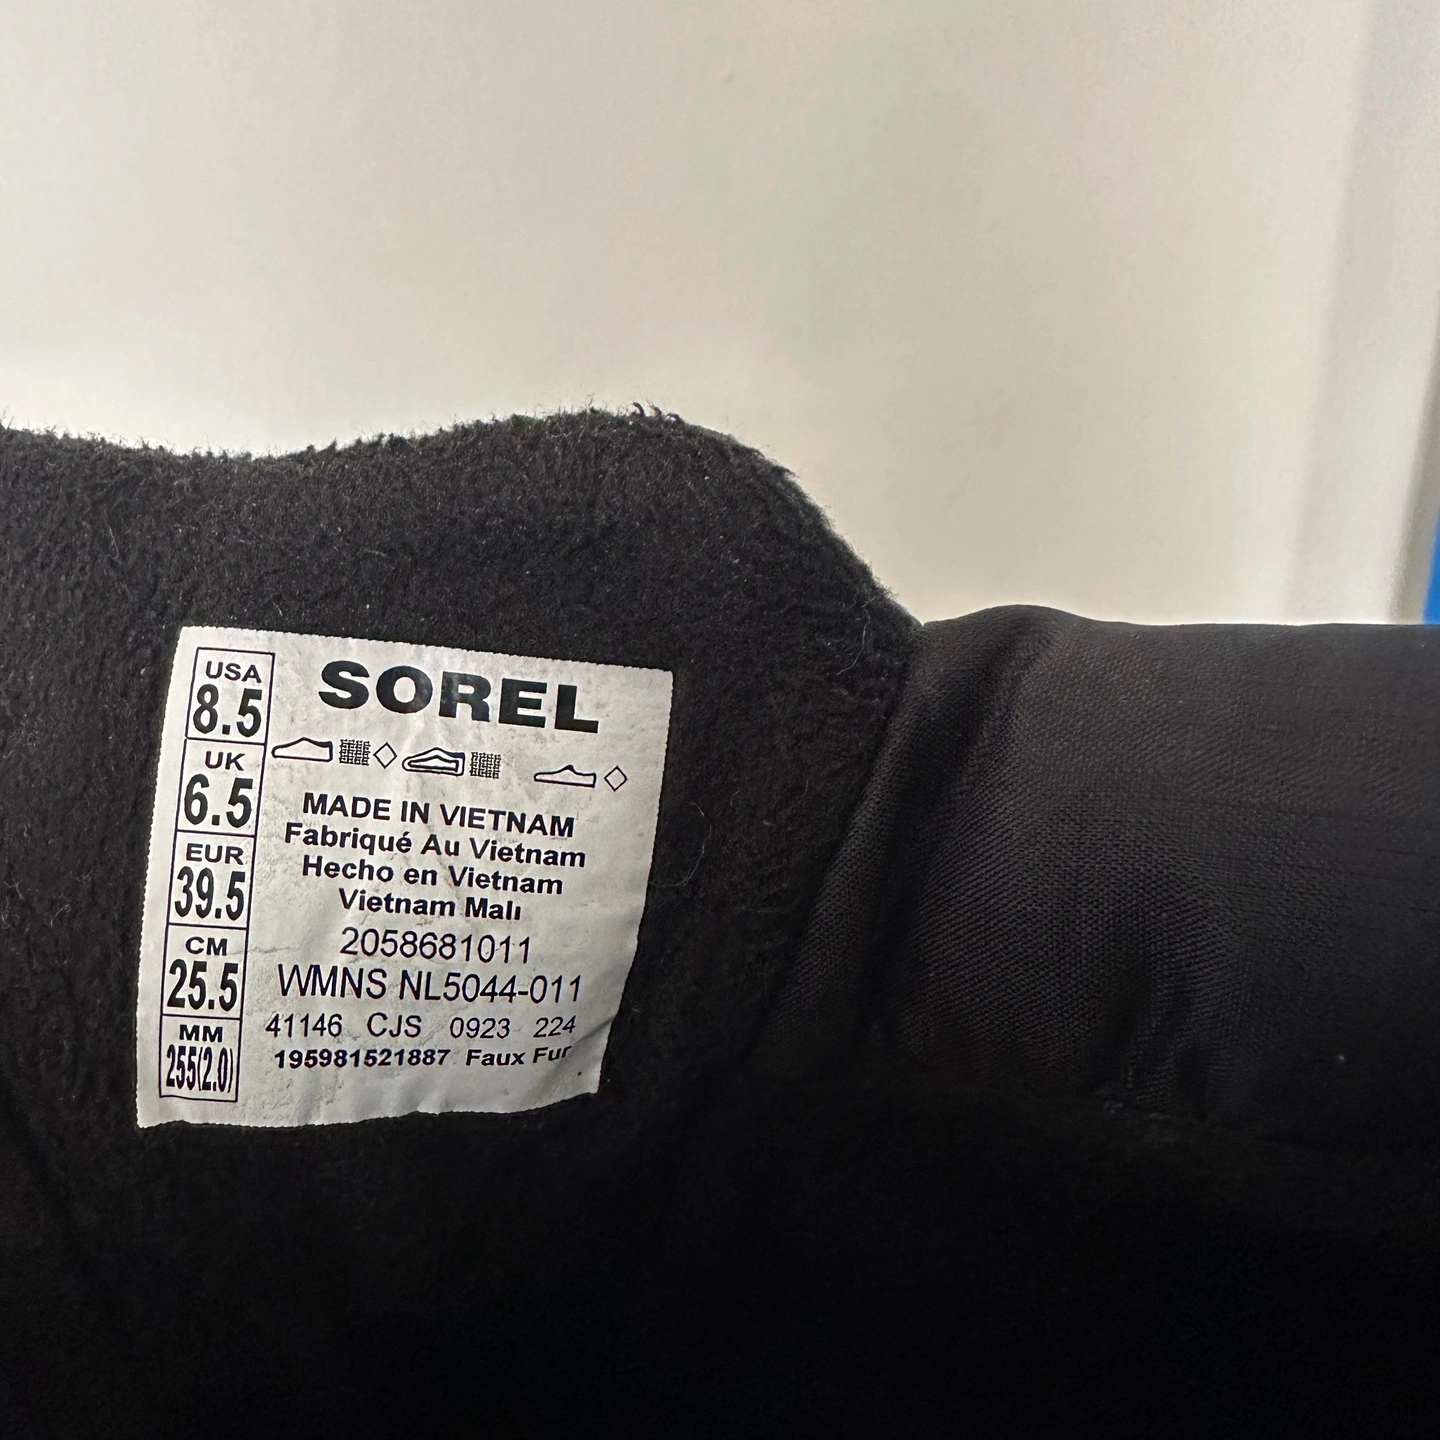 USA
8.5
UK
6.5
EUR
39.5
CM
25.5
MM
255(2.0)
SOREL
MADE IN VIETNAM
Fabriqué Au Vietnam
Hecho en Vietnam
Vietnam Malı
2058681011
WMNS NL5044-011
41146 CJS 0923 224
195981521887 Faux Fur